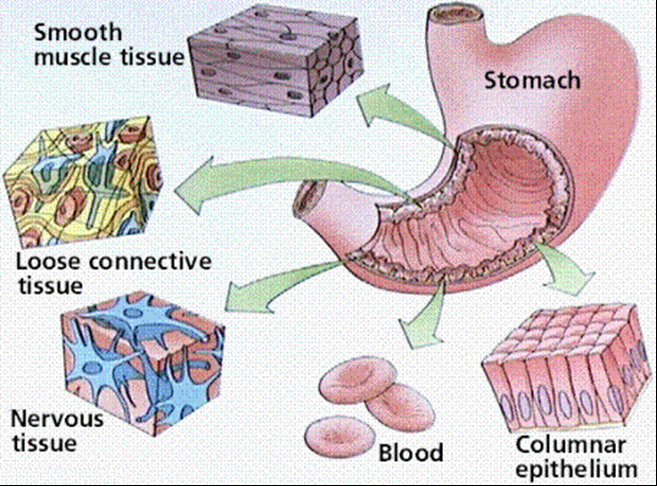 Smooth
muscle tissue
Stomach
Loose connective
tissue
Nervous
tissue
Blood
Columnar
epithelium